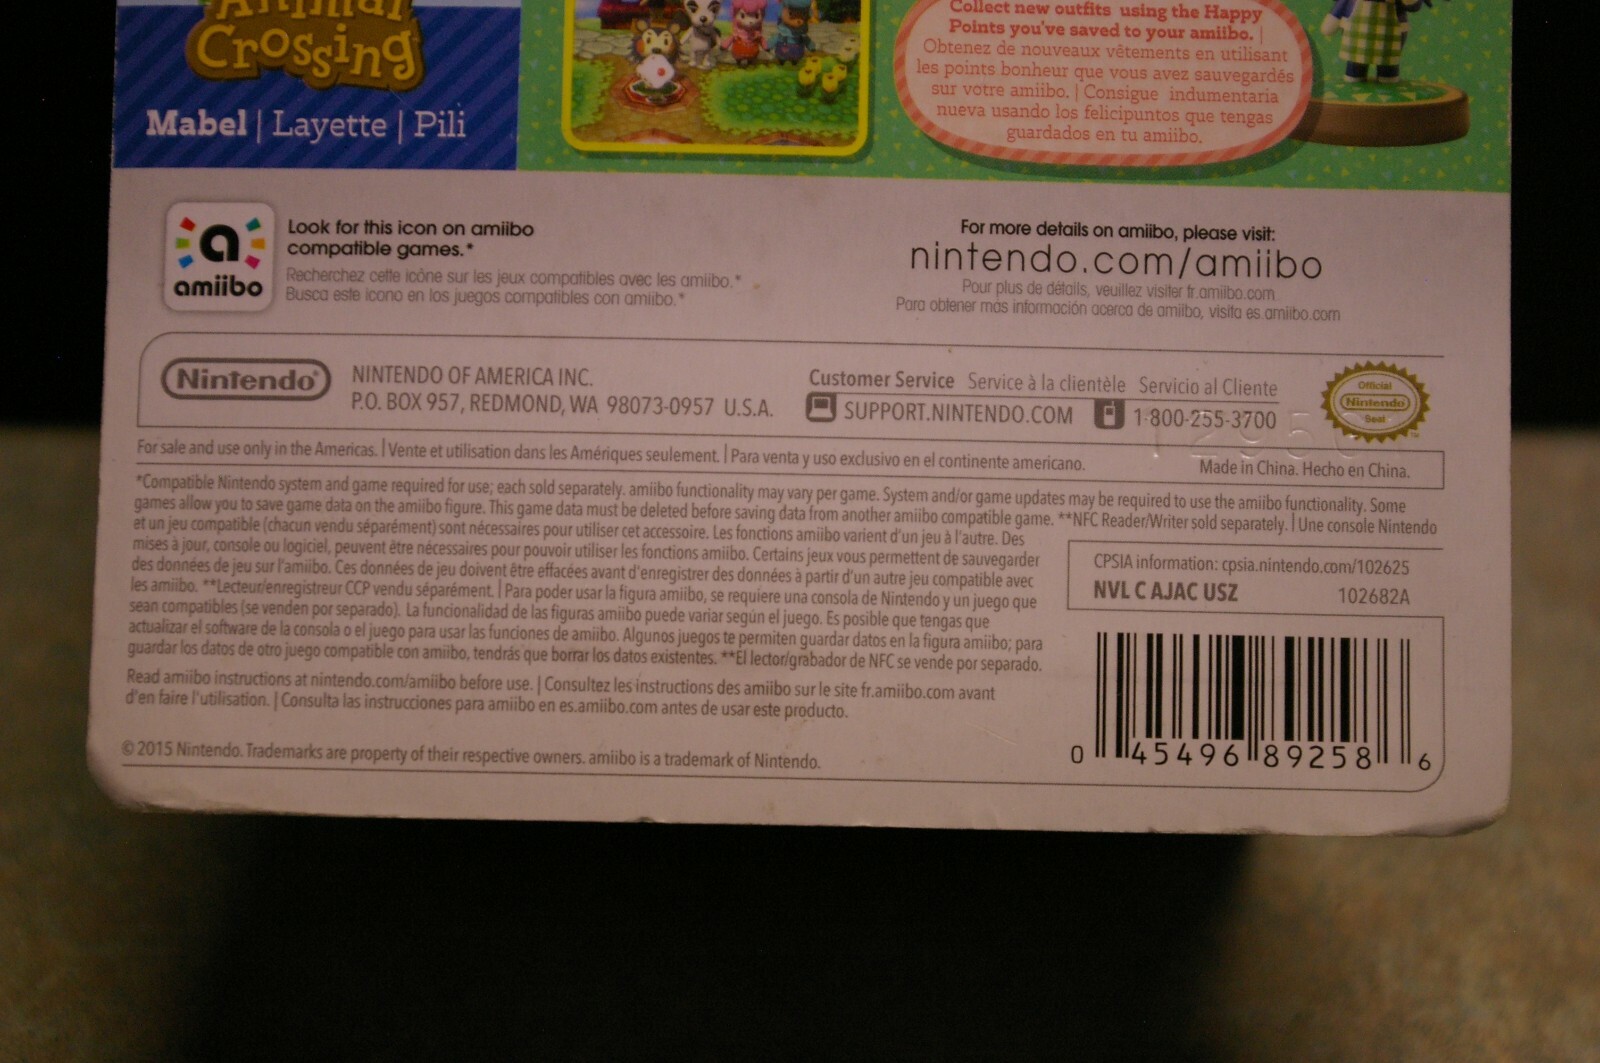 Animal
Crossing
Mabel | Layette | Pili
Collect new outfits using the Happy
Points you've saved to your amiibo. |
Obtenez de nouveaux vêtements en utilisant
les points bonheur que vous avez sauvegardés
sur votre amiibo. | Consigue indumentaria
nueva usando los felicipuntos que tengas
guardados en tu amiibo.
a
amiibo
Look for this icon on amiibo
compatible games.*
Recherchez cette icône sur les jeux compatibles avec les amiibo.*
Busca este icono en los juegos compatibles con amiibo.*
For more details on amiibo, please visit:
nintendo.com/amiibo
Pour plus de détails, veuillez visiter fr.amiibo.com
Para obtener más información acerca de amiibo, visita es.amiibo.com
Nintendo®
NINTENDO OF AMERICA INC.
P.O. BOX 957, REDMOND, WA 98073-0957 U.S.A.
Customer Service Service à la clientèle Servicio al Cliente
SUPPORT.NINTENDO.COM 1-800-255-3700
Official
Nintendo
Seal
For sale and use only in the Americas. | Vente et utilisation dans les Amériques seulement. | Para venta y uso exclusivo en el continente americano.
Made in China. Hecho en China.
*Compatible Nintendo system and game required for use; each sold separately. amiibo functionality may vary per game. System and/or game updates may be required to use the amiibo functionality. Some
games allow you to save game data on the amiibo figure. This game data must be deleted before saving data from another amiibo compatible game. **NFC Reader/Writer sold separately. | Une console Nintendo
et un jeu compatible (chacun vendu séparément) sont nécessaires pour utiliser cet accessoire. Les fonctions amiibo varient d'un jeu à l'autre. Des
mises à jour, console ou logiciel, peuvent être nécessaires pour pouvoir utiliser les fonctions amiibo. Certains jeux vous permettent de sauvegarder
des données de jeu sur l'amiibo. Ces données de jeu doivent être effacées avant d'enregistrer des données à partir d'un autre jeu compatible avec
les amiibo. **Lecteur/enregistreur CCP vendu séparément. | Para poder usar la figura amiibo, se requiere una consola de Nintendo y un juego que
sean compatibles (se venden por separado). La funcionalidad de las figuras amiibo puede variar según el juego. Es posible que tengas que
actualizar el software de la consola o el juego para usar las funciones de amiibo. Algunos juegos te permiten guardar datos en la figura amiibo; para
guardar los datos de otro juego compatible con amiibo, tendrás que borrar los datos existentes. **El lector/grabador de NFC se vende por separado.
CPSIA information: cpsia.nintendo.com/102625
NVL C AJAC USZ 102682A
Read amiibo instructions at nintendo.com/amiibo before use. | Consultez les instructions des amiibo sur le site fr.amiibo.com avant
d'en faire l'utilisation. | Consulta las instrucciones para amiibo en es.amiibo.com antes de usar este producto.
© 2015 Nintendo. Trademarks are property of their respective owners. amiibo is a trademark of Nintendo.
0 45496 89258 6